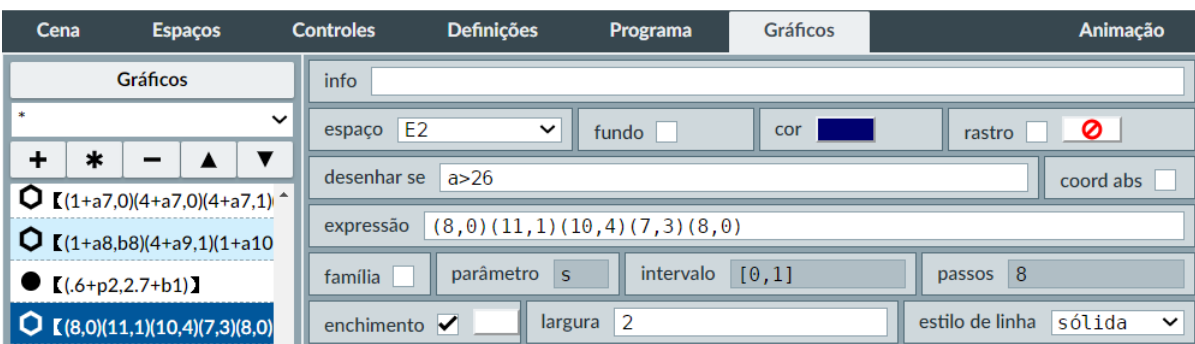 Cena Espaços Controles Definições Programa Gráficos Animação
Gráficos
info
*
espaço E2 fundo cor rastro
desenhar se a>26 coord abs
(1+a7,0)(4+a7,0)(4+a7,1)(
expressão (8,0)(11,1)(10,4)(7,3)(8,0)
(1+a8,b8)(4+a9,1)(1+a10
família parâmetro s intervalo [0,1] passos 8
(.6+p2,2.7+b1)
enchimento largura 2 estilo de linha sólida
(8,0)(11,1)(10,4)(7,3)(8,0)